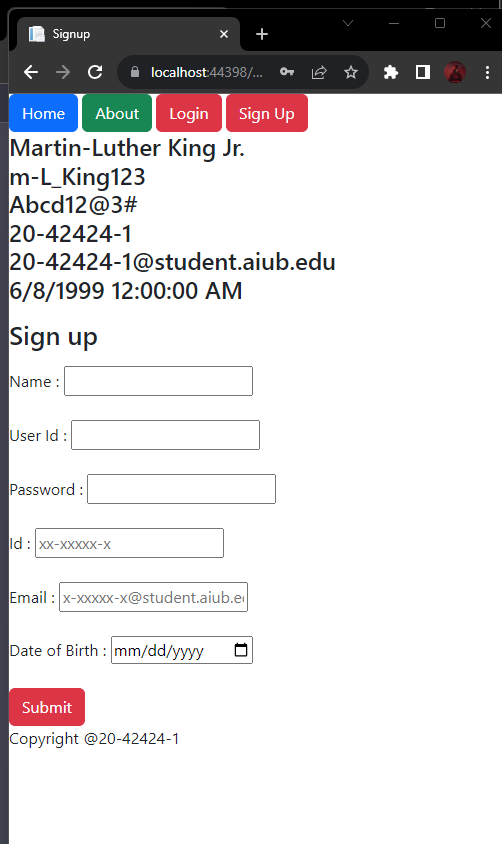 Signup
localhost:44398/...
Home About Login Sign Up
Martin-Luther King Jr.
m-L_King123
Abcd12@3#
20-42424-1
20-42424-1@student.aiub.edu
6/8/1999 12:00:00 AM
Sign up
Name :
User Id :
Password :
Id : xx-xxxxx-x
Email : x-xxxxx-x@student.aiub.e
Date of Birth : mm/dd/yyyy
Submit
Copyright @20-42424-1